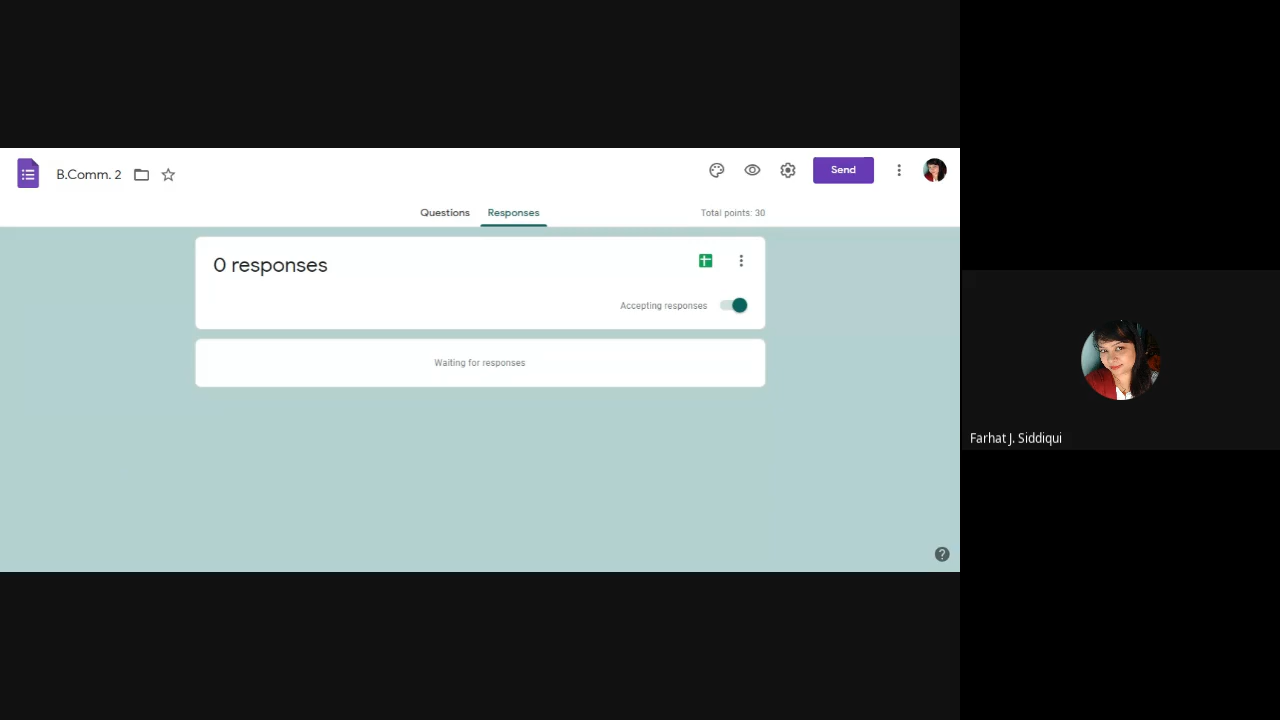 B.Comm. 2
Send
Questions
Responses
Total points: 30
0 responses
Accepting responses
Waiting for responses
Farhat J. Siddiqui